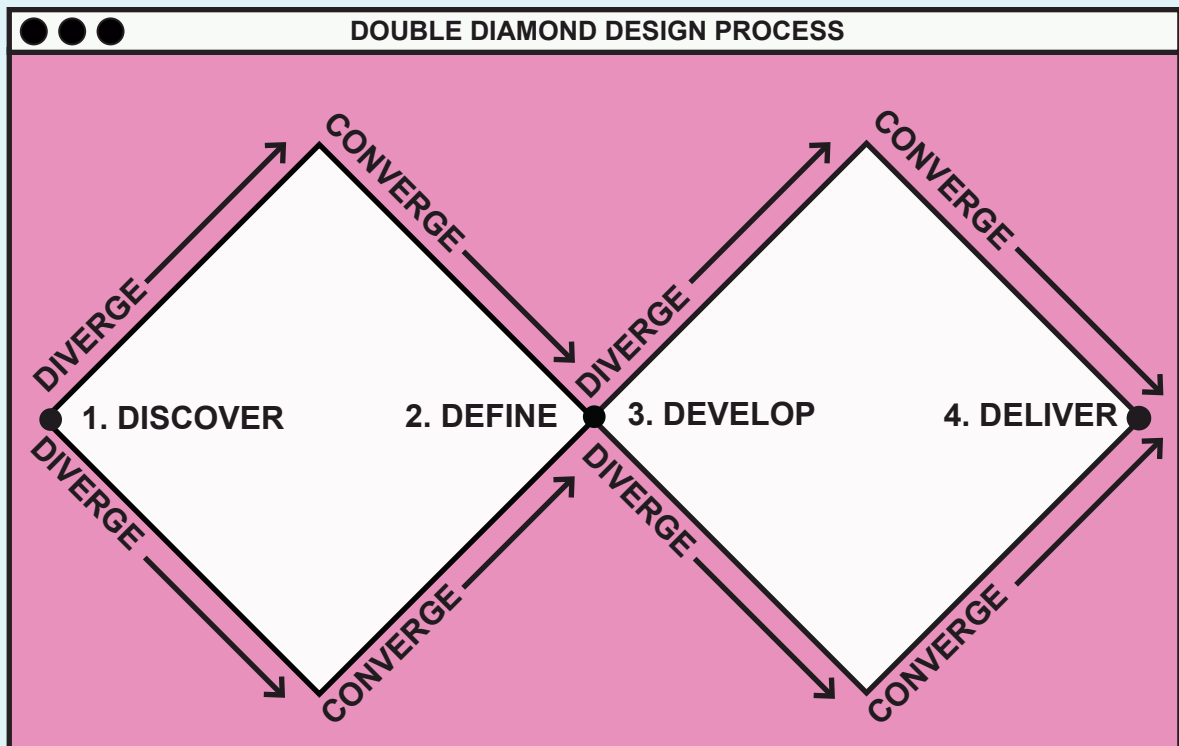 DOUBLE DIAMOND DESIGN PROCESS
DIVERGE
CONVERGE
DIVERGE
CONVERGE
1. DISCOVER
2. DEFINE
3. DEVELOP
4. DELIVER
DIVERGE
CONVERGE
DIVERGE
CONVERGE